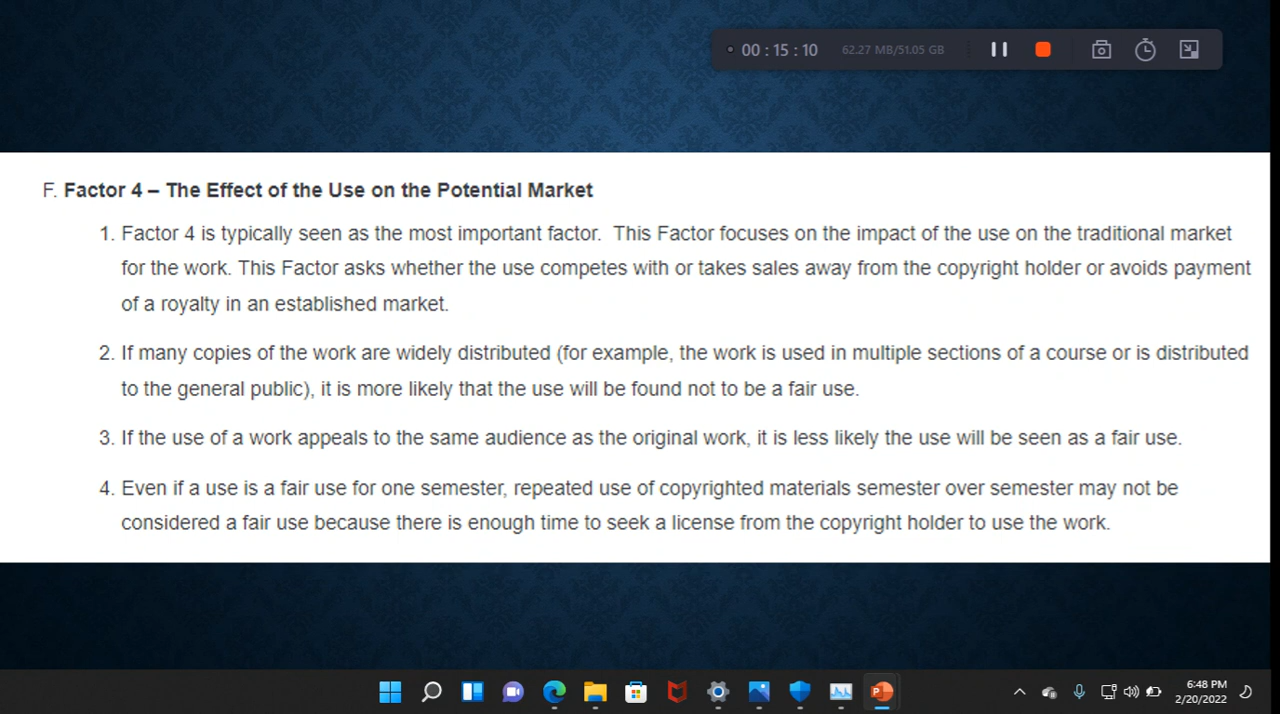 00 : 15 : 10 62.27 MB/51.05 GB
F. Factor 4 – The Effect of the Use on the Potential Market
1. Factor 4 is typically seen as the most important factor.  This Factor focuses on the impact of the use on the traditional market
for the work. This Factor asks whether the use competes with or takes sales away from the copyright holder or avoids payment
of a royalty in an established market.
2. If many copies of the work are widely distributed (for example, the work is used in multiple sections of a course or is distributed
to the general public), it is more likely that the use will be found not to be a fair use.
3. If the use of a work appeals to the same audience as the original work, it is less likely the use will be seen as a fair use.
4. Even if a use is a fair use for one semester, repeated use of copyrighted materials semester over semester may not be
considered a fair use because there is enough time to seek a license from the copyright holder to use the work.
6:48 PM
2/20/2022